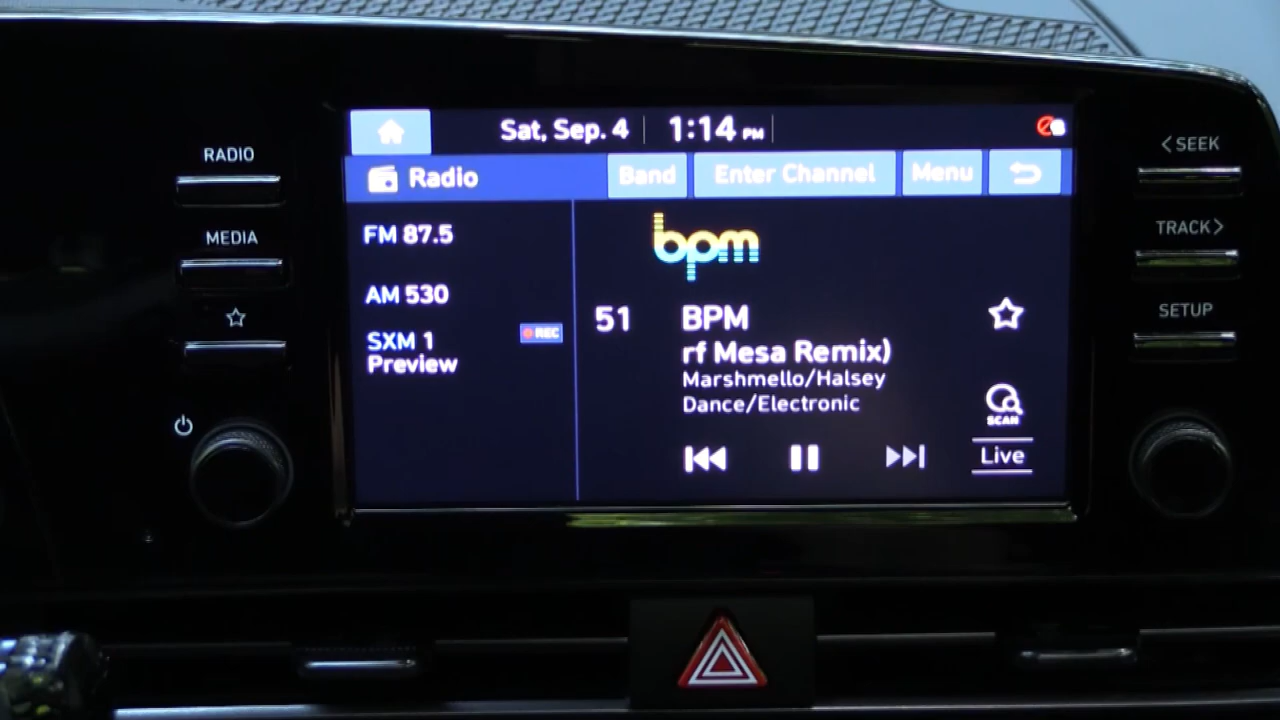 RADIO
MEDIA
Sat, Sep. 4
1:14 PM
Radio
Band
Enter Channel
Menu
FM 87.5
AM 530
SXM 1
Preview
REC
bpm
51
BPM
rf Mesa Remix)
Marshmello/Halsey
Dance/Electronic
SCAN
Live
< SEEK
TRACK >
SETUP